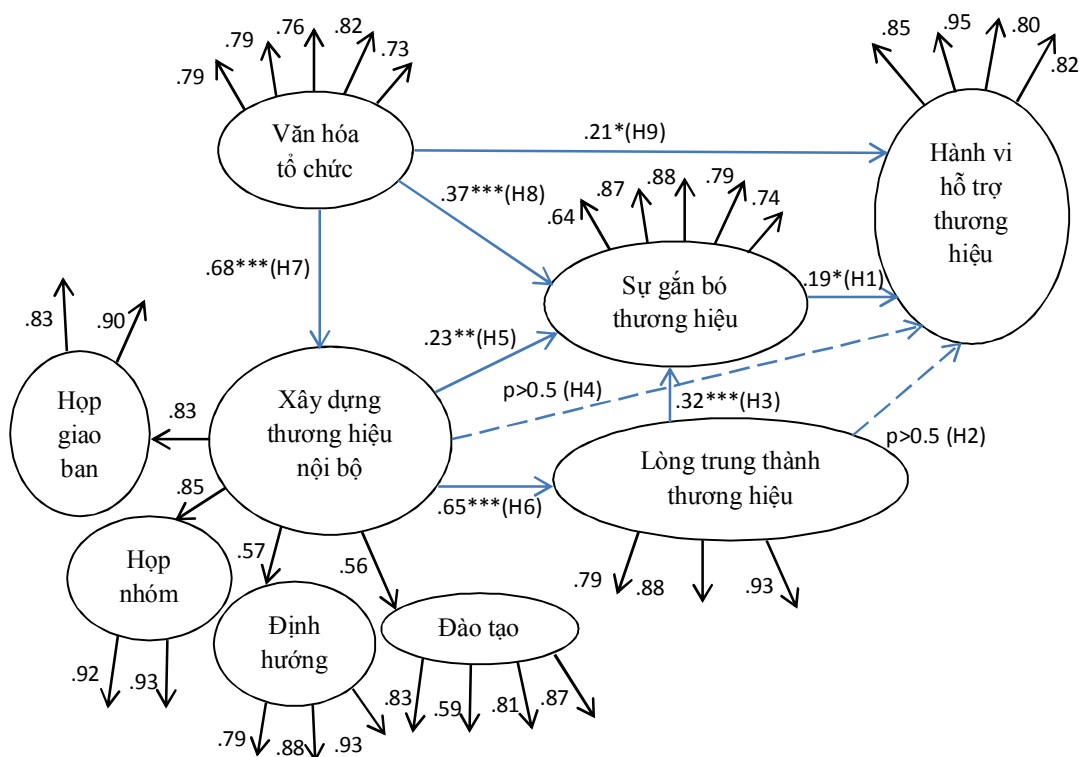 .79
.79
.76
.82
.73
Văn hóa
tổ chức
.85
.95
.80
.82
Hành vi
hỗ trợ
thương
hiệu
.21*(H9)
.37***(H8)
.68***(H7)
.64
.87
.88
.79
.74
Sự gắn bó
thương hiệu
.19*(H1)
.23**(H5)
p>0.5 (H4)
.32***(H3)
p>0.5 (H2)
.83
.90
Họp
giao
ban
.83
Xây dựng
thương hiệu
nội bộ
.65***(H6)
Lòng trung thành
thương hiệu
.79
.88
.93
.85
.57
.56
Họp
nhóm
.92
.93
Định
hướng
.79
.88
.93
Đào tạo
.83
.59
.81
.87